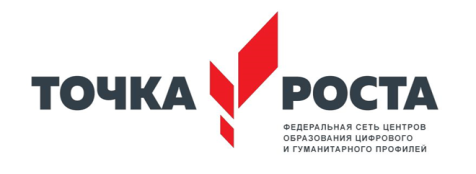 ТОЧКА РОСТА
ФЕДЕРАЛЬНАЯ СЕТЬ ЦЕНТРОВ
ОБРАЗОВАНИЯ ЦИФРОВОГО
И ГУМАНИТАРНОГО ПРОФИЛЕЙ